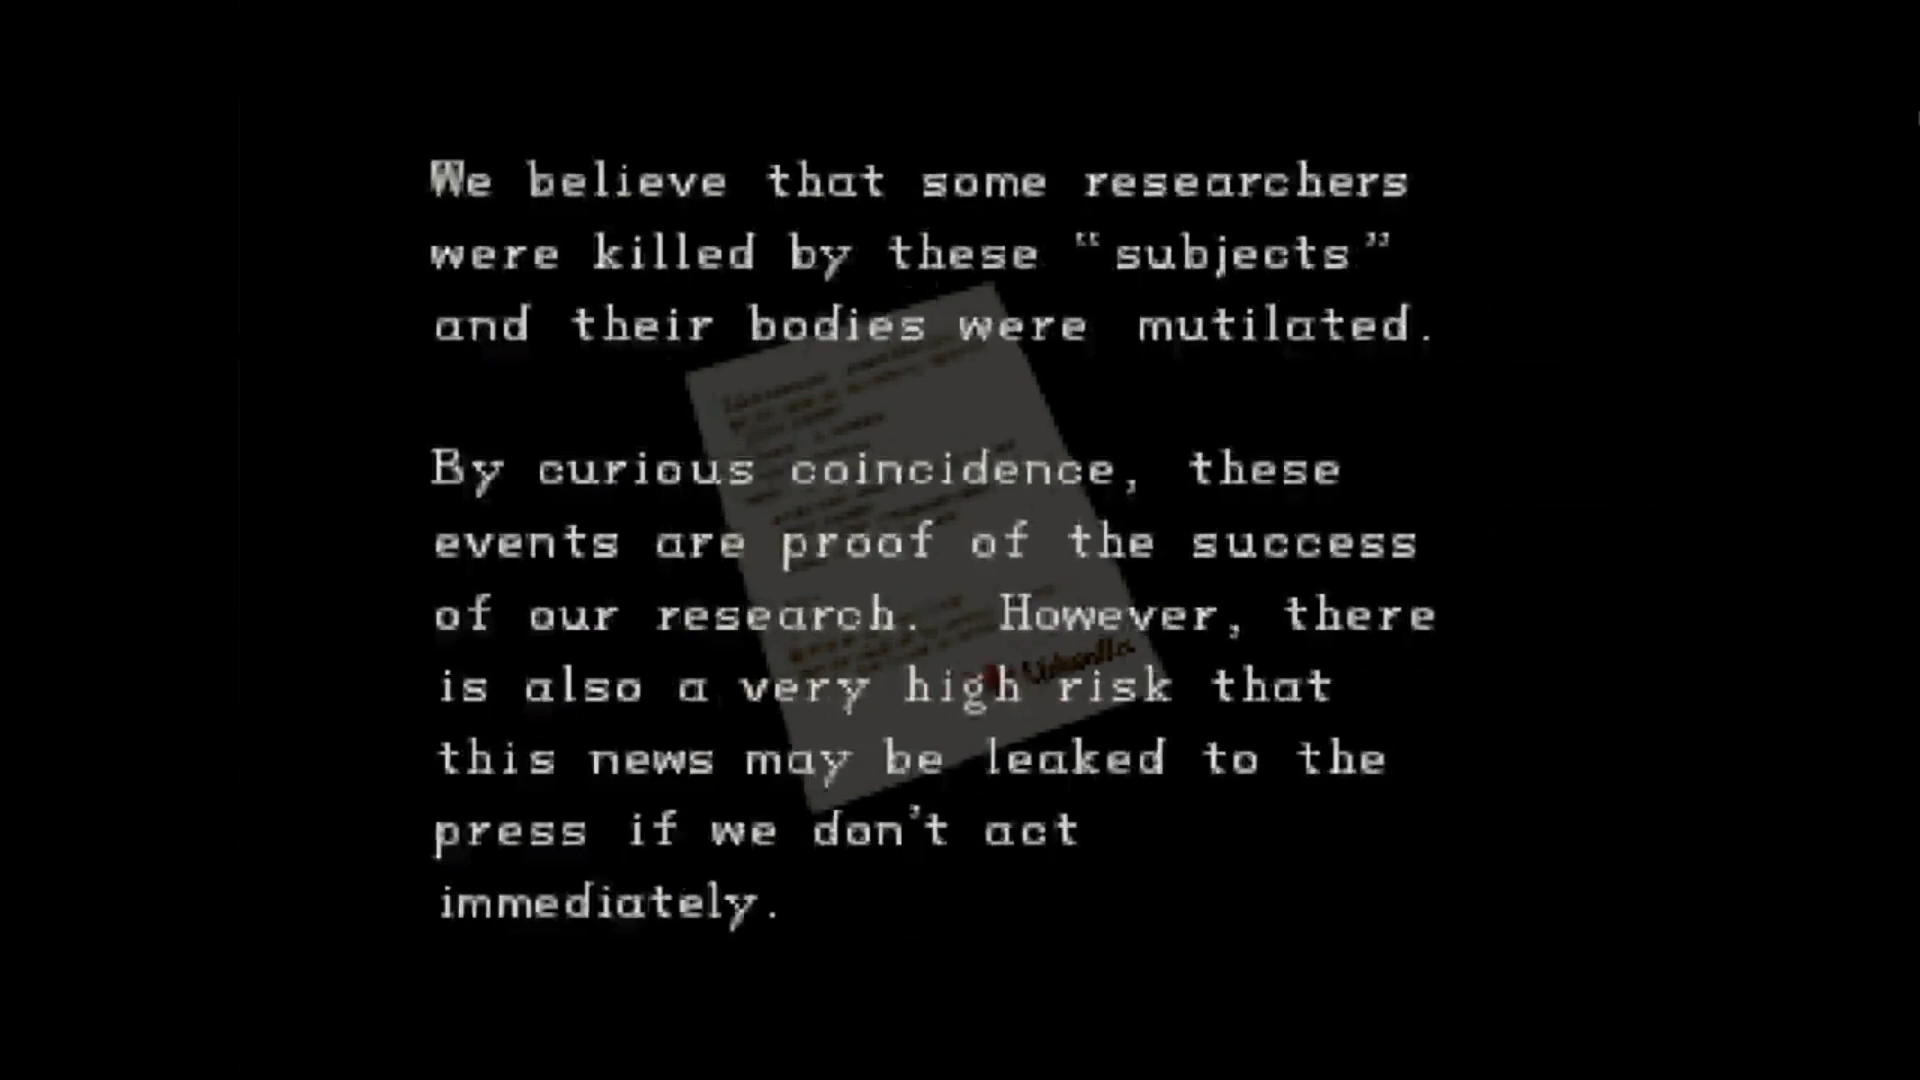 We believe that some researchers
were killed by these “subjects”
and their bodies were mutilated.
By curious coincidence, these
events are proof of the success
of our research. However, there
is also a very high risk that
this news may be leaked to the
press if we don't act
immediately.